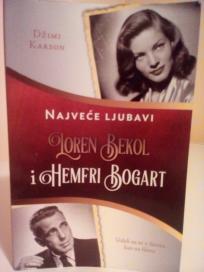 DŽIMI
KARSON
NAJVEĆE LJUBAVI
LOREN BEKOL
I HEMFRI BOGART